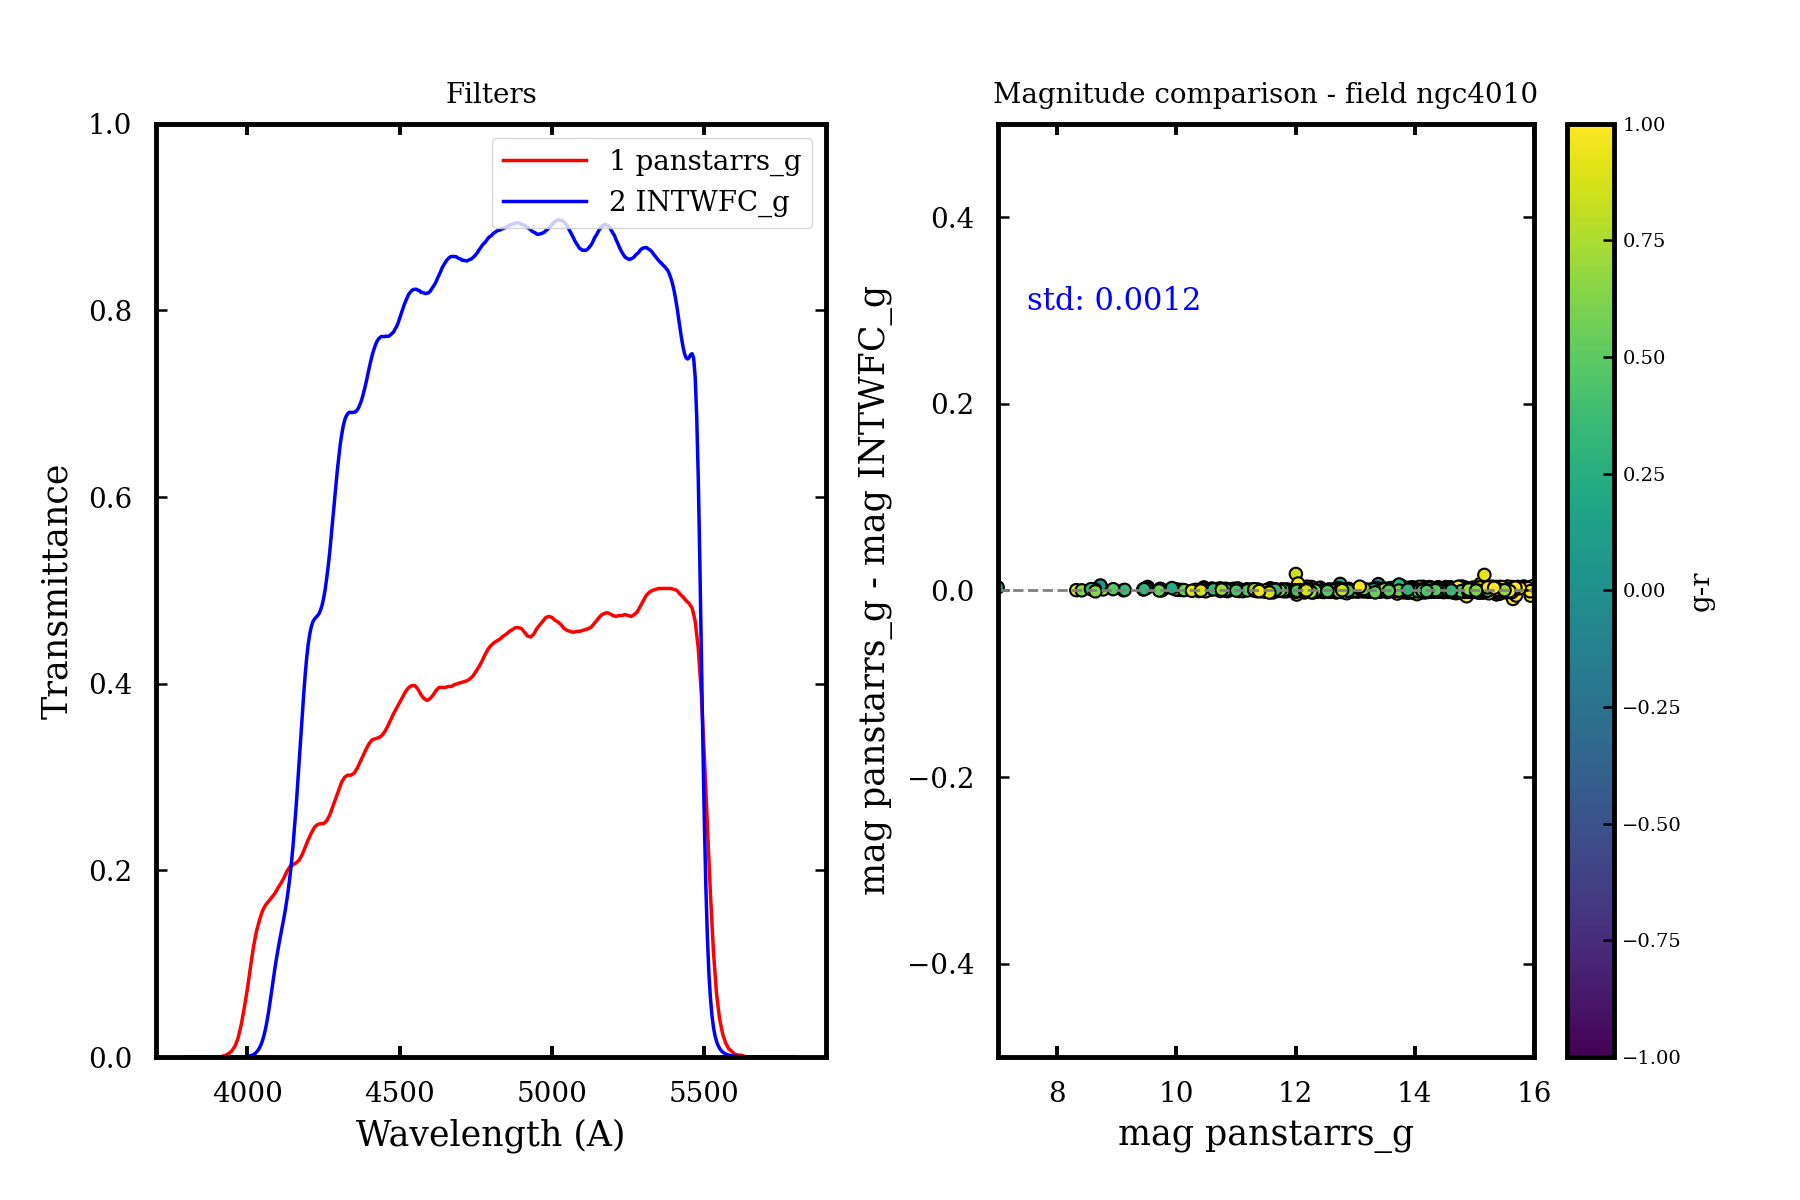 Filters
1 panstarrs_g
2 INTWFC_g
Transmittance
1.0
0.8
0.6
0.4
0.2
0.0
4000 4500 5000 5500
Wavelength (A)
Magnitude comparison - field ngc4010
std: 0.0012
mag panstarrs_g - mag INTWFC_g
0.4
0.2
0.0
−0.2
−0.4
8 10 12 14 16
mag panstarrs_g
1.00
0.75
0.50
0.25
0.00
−0.25
−0.50
−0.75
−1.00
g-r